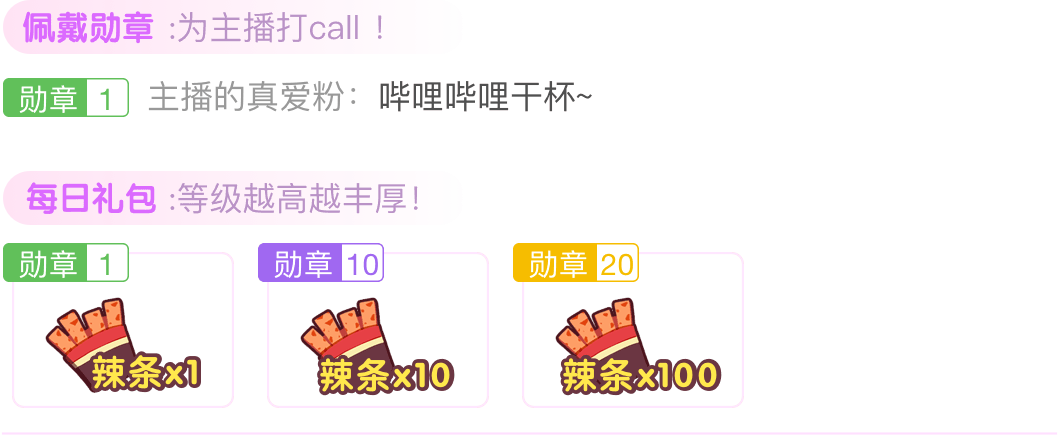 佩戴勋章 :为主播打call !
勋章 1 主播的真爱粉: 哔哩哔哩干杯~
每日礼包 :等级越高越丰厚!
勋章 1 勋章 10 勋章 20
辣条x1 辣条x10 辣条x100